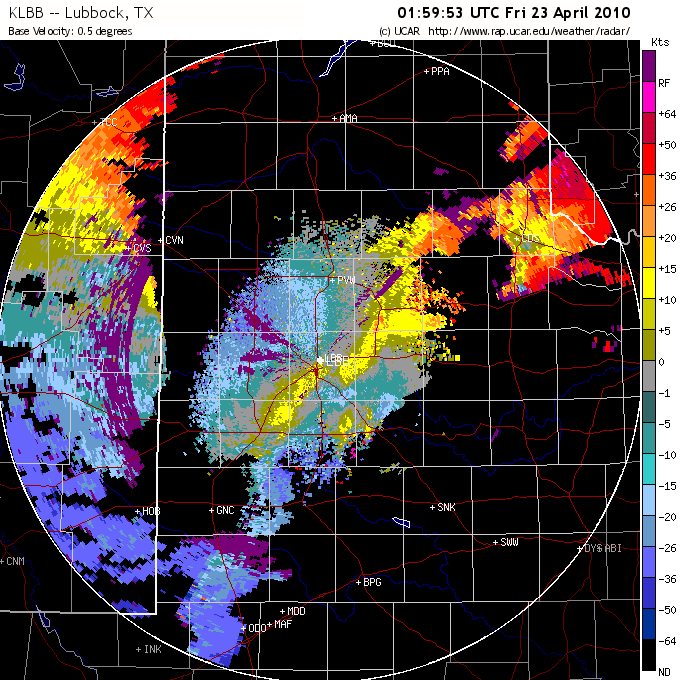 KLBB -- Lubbock, TX
01:59:53 UTC Fri 23 April 2010
Base Velocity: 0.5 degrees
(c) UCAR http://www.rap.ucar.edu/weather/radar/
Kts
PPA
RF
+64
AMA
+50
+36
+26
CVN
CDS
+20
CVS
+15
PVW
+10
+5
LBB
0
-1
-5
-10
-15
HOB
GNC
SNK
-20
SWW
DYS ABI
-26
CNM
BPG
-36
MDD
-50
ODO
MAF
-64
INK
ND